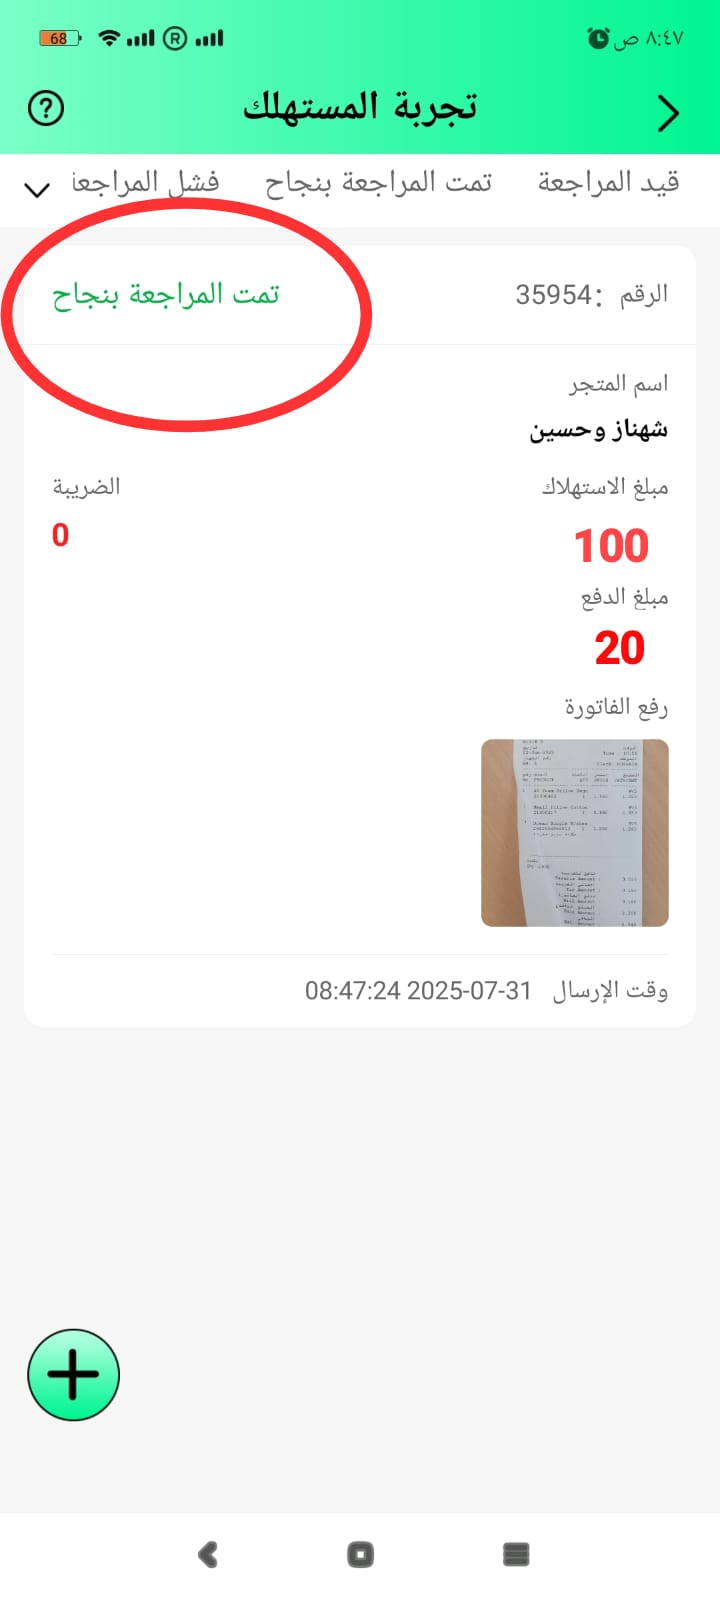 68
R
٨:٤٧ ص
تجربة المستهلك
?
قيد المراجعة
تمت المراجعة بنجاح
فشل المراجعة
الرقم :35954
تمت المراجعة بنجاح
اسم المتجر
شهناز وحسين
مبلغ الاستهلاك
الضريبة
100
0
مبلغ الدفع
20
رفع الفاتورة
وقت الإرسال 2025-07-31 08:47:24